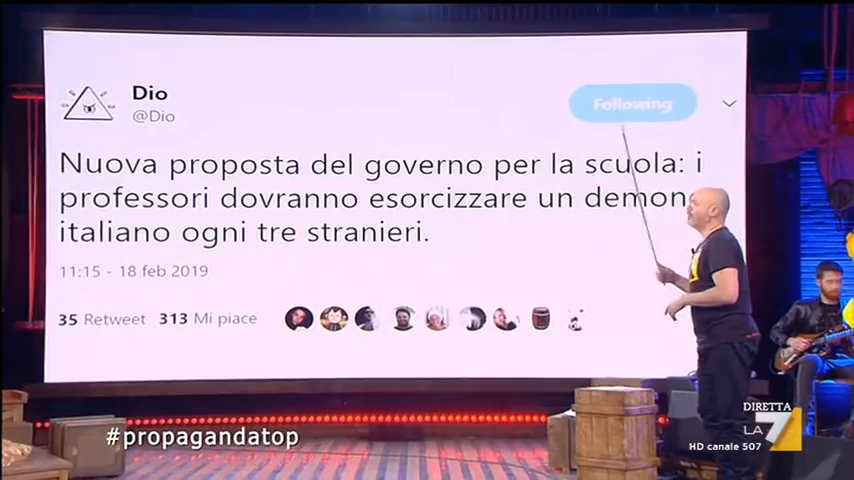 Dio
@Dio
Following
Nuova proposta del governo per la scuola: i
professori dovranno esorcizzare un demon
italiano ogni tre stranieri.
11:15 - 18 feb 2019
35 Retweet 313 Mi piace
#propagandatop
DIRETTA
LA7
HD canale 507